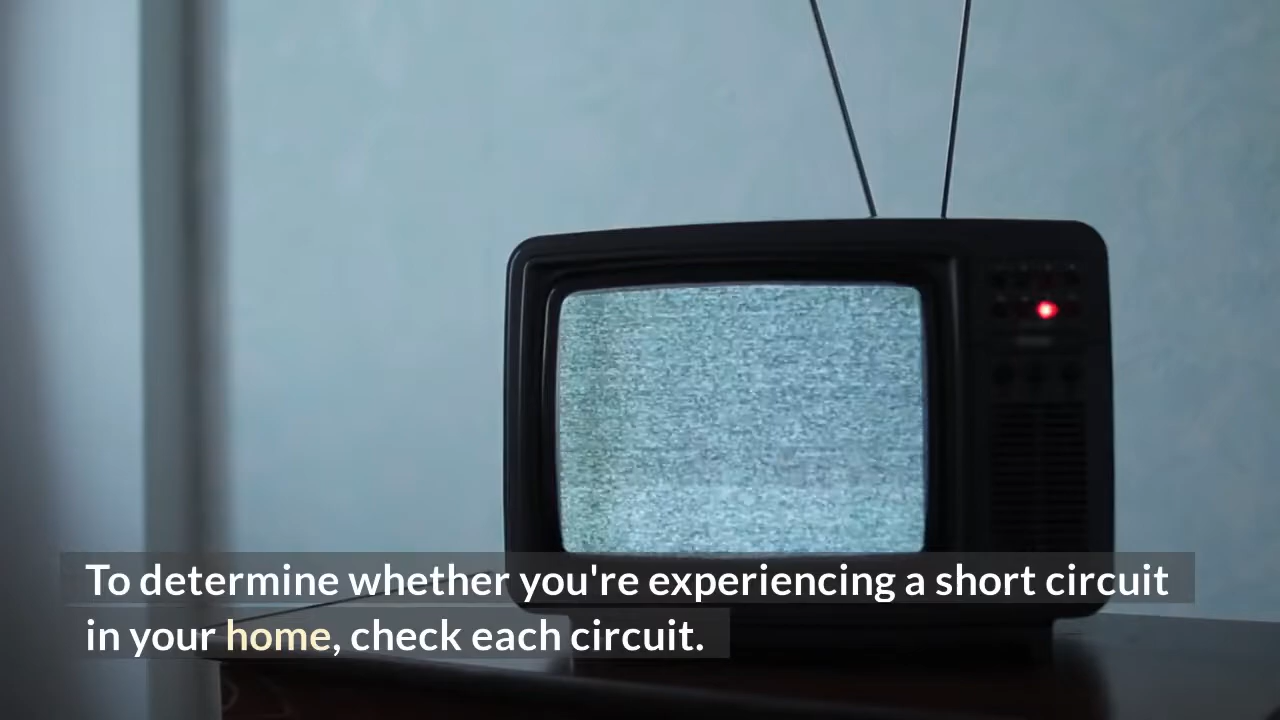 To determine whether you're experiencing a short circuit
in your home, check each circuit.